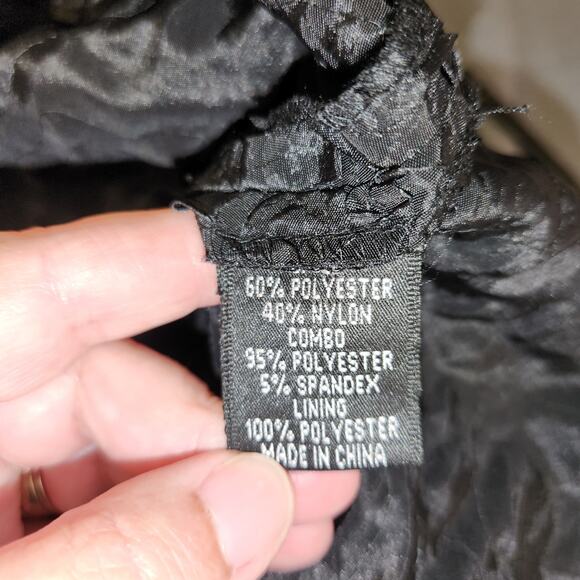 60% POLYESTER
40% NYLON
COMBO
95% POLYESTER
5% SPANDEX
LINING
100% POLYESTER
MADE IN CHINA